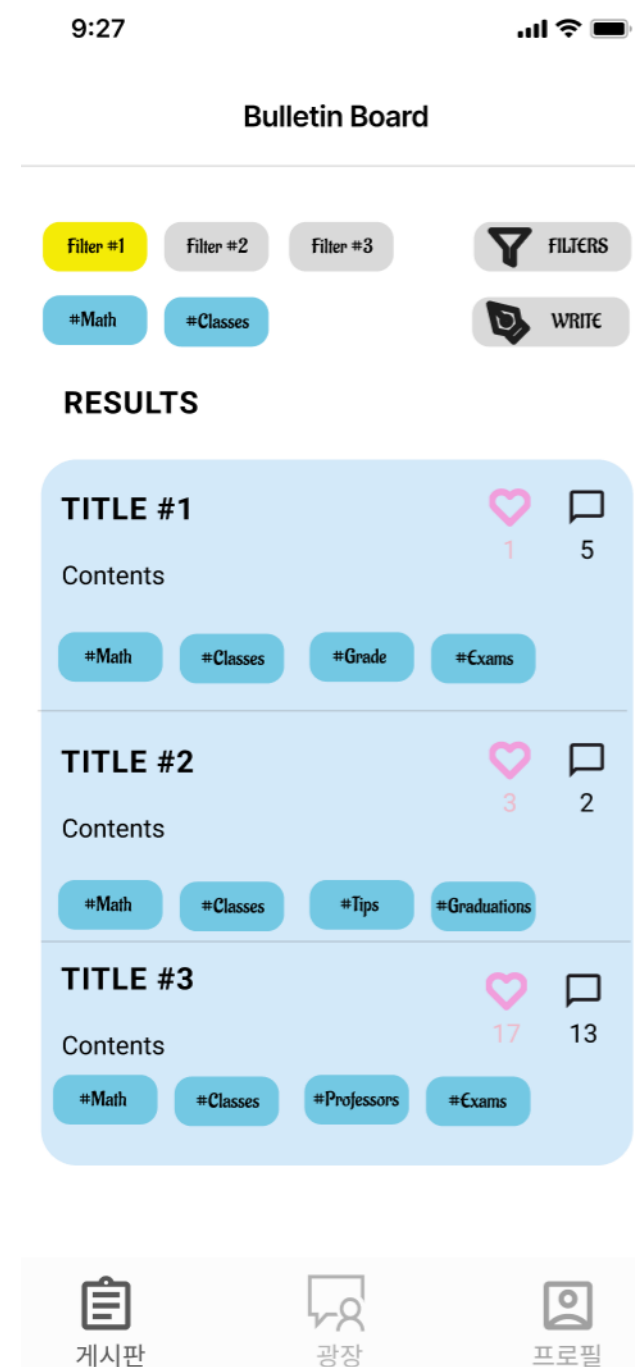 9:27
Bulletin Board
Filter #1 Filter #2 Filter #3 FILTERS
#Math #Classes WRITE
RESULTS
TITLE #1
1 5
Contents
#Math #Classes #Grade #Exams
TITLE #2
3 2
Contents
#Math #Classes #Tips #Graduations
TITLE #3
17 13
Contents
#Math #Classes #Professors #Exams
게시판 광장 프로필